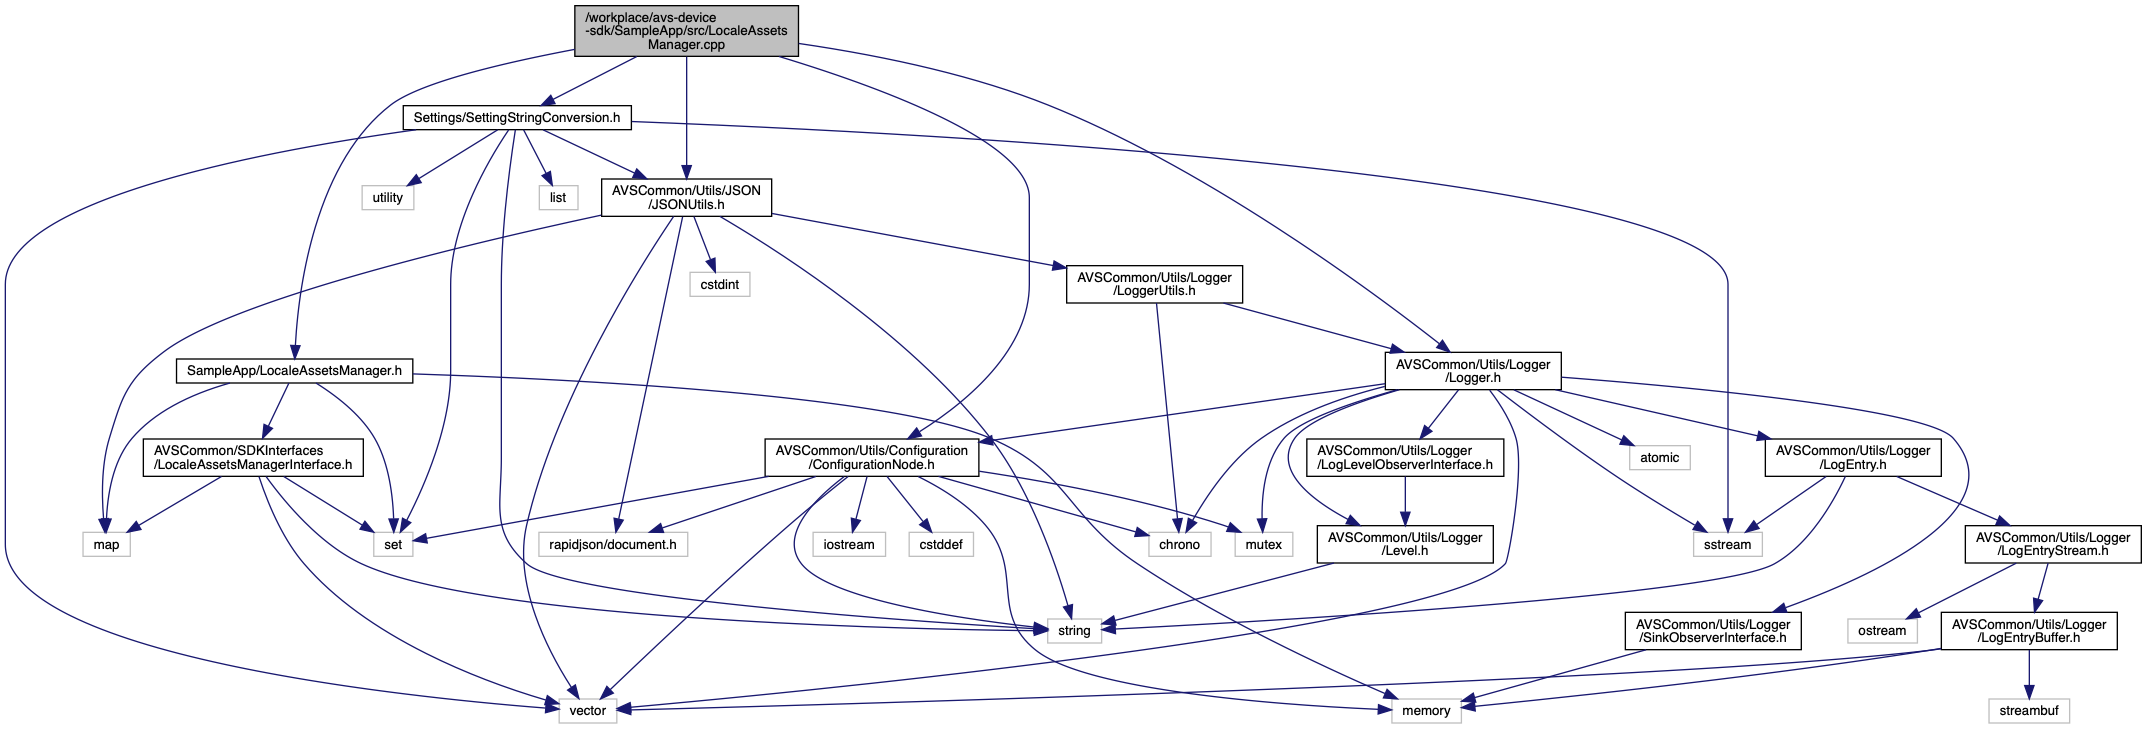 /workplace/avs-device
-sdk/SampleApp/src/LocaleAssets
Manager.cpp
Settings/SettingStringConversion.h
utility
list
AVSCommon/Utils/JSON
/JSONUtils.h
cstdint
AVSCommon/Utils/Logger
/LoggerUtils.h
SampleApp/LocaleAssetsManager.h
AVSCommon/Utils/Logger
/Logger.h
AVSCommon/SDKInterfaces
/LocaleAssetsManagerInterface.h
AVSCommon/Utils/Configuration
/ConfigurationNode.h
AVSCommon/Utils/Logger
/LogLevelObserverInterface.h
atomic
AVSCommon/Utils/Logger
/LogEntry.h
map
set
rapidjson/document.h
iostream
cstddef
chrono
mutex
AVSCommon/Utils/Logger
/Level.h
sstream
AVSCommon/Utils/Logger
/LogEntryStream.h
string
AVSCommon/Utils/Logger
/SinkObserverInterface.h
ostream
AVSCommon/Utils/Logger
/LogEntryBuffer.h
vector
memory
streambuf